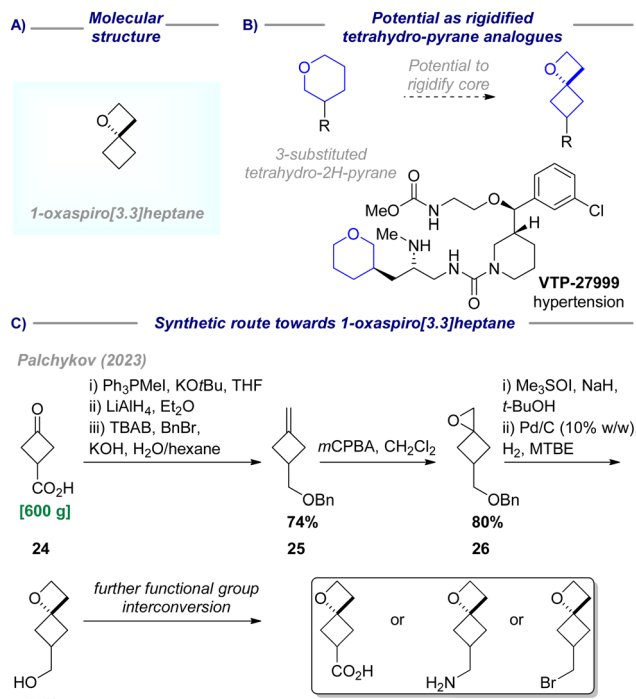 A) Molecular
structure
O
1-oxaspiro[3.3]heptane
B) Potential as rigidified
tetrahydro-pyrane analogues
O
R
Potential to
rigidify core
O
R
3-substituted
tetrahydro-2H-pyrane
O
MeO
N
H
O
Cl
H
O
Me
NH
H
N
N
O
VTP-27999
hypertension
C) Synthetic route towards 1-oxaspiro[3.3]heptane
Palchykov (2023)
O
CO2H
[600 g]
24
i) Ph3PMeI, KOtBu, THF
ii) LiAlH4, Et2O
iii) TBAB, BnBr,
KOH, H2O/hexane
OBn
74%
25
mCPBA, CH2Cl2
O
OBn
80%
26
i) Me3SOI, NaH,
t-BuOH
ii) Pd/C (10% w/w)
H2, MTBE
O
HO
further functional group
interconversion
O
CO2H
or
O
H2N
or
O
Br